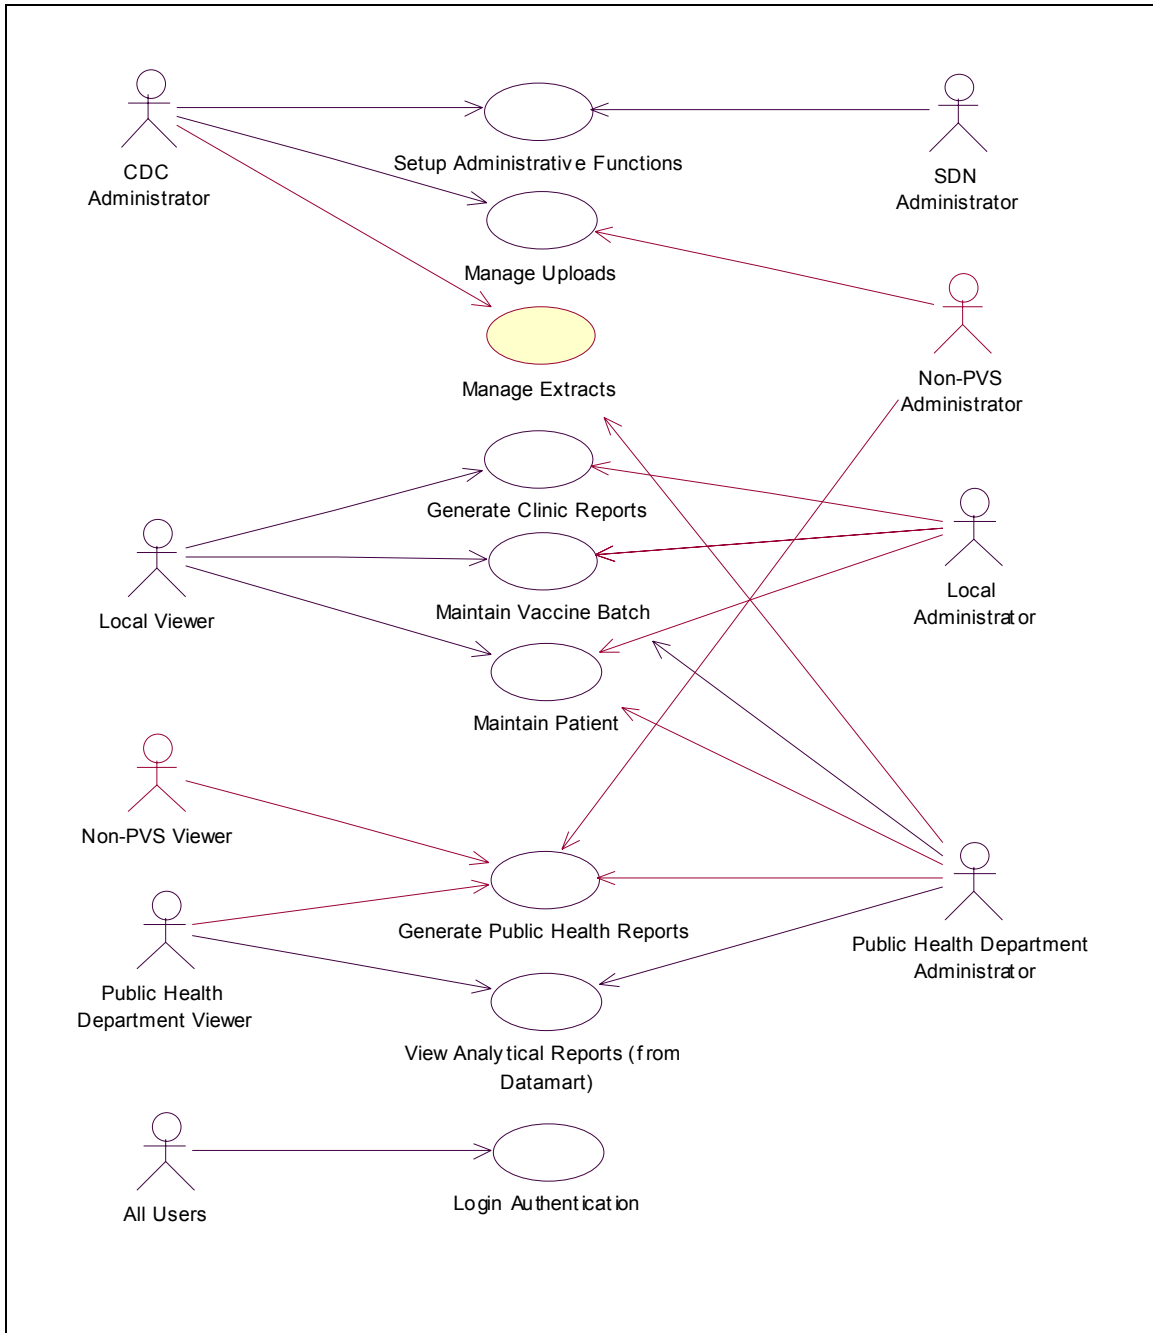 CDC
Administrator
Setup Administrative Functions
SDN
Administrator
Manage Uploads
Manage Extracts
Non-PVS
Administrator
Generate Clinic Reports
Local Viewer
Maintain Vaccine Batch
Local
Administrator
Maintain Patient
Non-PVS Viewer
Generate Public Health Reports
Public Health Department
Administrator
Public Health
Department Viewer
View Analytical Reports (from
Datamart)
All Users
Login Authentication